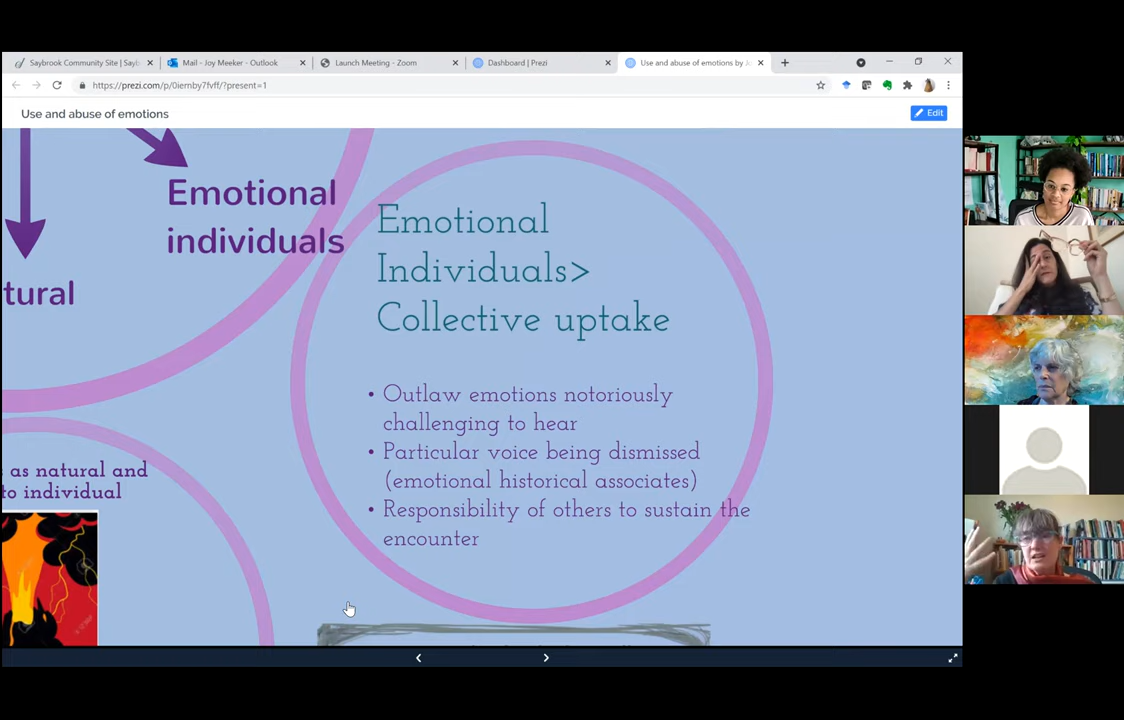 Saybrook Community Site | Sayb
Mail - Joy Meeker - Outlook
Launch Meeting - Zoom
Dashboard | Prezi
Use and abuse of emotions by Jo
https://prezi.com/p/0iemby7fvff/?present=1
Use and abuse of emotions
Edit
Emotional
individuals
tural
Emotional
Individuals>
Collective uptake
• Outlaw emotions notoriously
challenging to hear
• Particular voice being dismissed
(emotional historical associates)
• Responsibility of others to sustain the
encounter
s as natural and
to individual